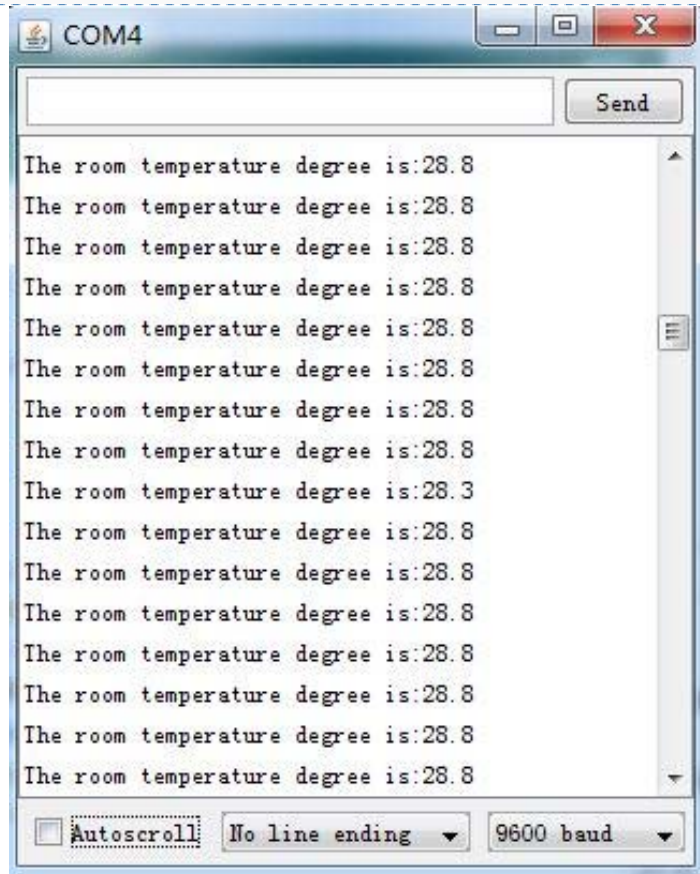 COM4
Send
The room temperature degree is:28.8
The room temperature degree is:28.8
The room temperature degree is:28.8
The room temperature degree is:28.8
The room temperature degree is:28.8
The room temperature degree is:28.8
The room temperature degree is:28.8
The room temperature degree is:28.8
The room temperature degree is:28.3
The room temperature degree is:28.8
The room temperature degree is:28.8
The room temperature degree is:28.8
The room temperature degree is:28.8
The room temperature degree is:28.8
The room temperature degree is:28.8
The room temperature degree is:28.8
Autoscroll No line ending 9600 baud